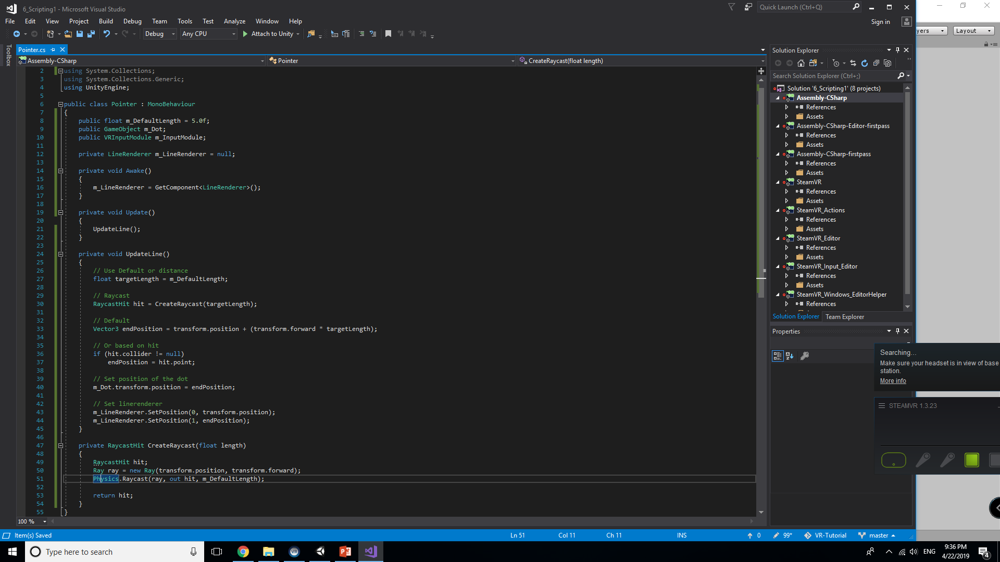 6_Scripting1 - Microsoft Visual Studio
Quick Launch (Ctrl+Q)
File Edit View Project Build Debug Team Tools Test Analyze Window Help
Sign in
Debug Any CPU Attach to Unity
yers Layout
Toolbox
Pointer.cs
Assembly-CSharp Pointer CreateRaycast(float length)
2 using System.Collections;
3 using System.Collections.Generic;
4 using UnityEngine;
5
6 public class Pointer : MonoBehaviour
7 {
8 public float m_DefaultLength = 5.0f;
9 public GameObject m_Dot;
10 public VRInputModule m_InputModule;
11
12 private LineRenderer m_LineRenderer = null;
13
14 private void Awake()
15 {
16 m_LineRenderer = GetComponent<LineRenderer>();
17 }
18
19 private void Update()
20 {
21 UpdateLine();
22 }
23
24 private void UpdateLine()
25 {
26 // Use Default or distance
27 float targetLength = m_DefaultLength;
28
29 // Raycast
30 RaycastHit hit = CreateRaycast(targetLength);
31
32 // Default
33 Vector3 endPosition = transform.position + (transform.forward * targetLength);
34
35 // Or based on hit
36 if (hit.collider != null)
37 endPosition = hit.point;
38
39 // Set position of the dot
40 m_Dot.transform.position = endPosition;
41
42 // Set linerenderer
43 m_LineRenderer.SetPosition(0, transform.position);
44 m_LineRenderer.SetPosition(1, endPosition);
45 }
46
47 private RaycastHit CreateRaycast(float length)
48 {
49 RaycastHit hit;
50 Ray ray = new Ray(transform.position, transform.forward);
51 Physics.Raycast(ray, out hit, m_DefaultLength);
52
53 return hit;
54 }
55 }
100 %
Solution Explorer
Search Solution Explorer (Ctrl+;)
Solution '6_Scripting1' (8 projects)
Assembly-CSharp
References
Assets
Assembly-CSharp-Editor-firstpass
References
Assets
Assembly-CSharp-firstpass
References
Assets
SteamVR
References
Assets
SteamVR_Actions
References
Assets
SteamVR_Editor
References
Assets
SteamVR_Input_Editor
References
Assets
SteamVR_Windows_EditorHelper
References
Solution Explorer Team Explorer
Properties
Searching...
Make sure your headset is in view of base
station.
More info
STEAMVR 1.3.23
Item(s) Saved Ln 51 Col 11 Ch 11 INS 0 99* VR-Tutorial master
Type here to search
VR
ENG
9:36 PM
4/22/2019
4